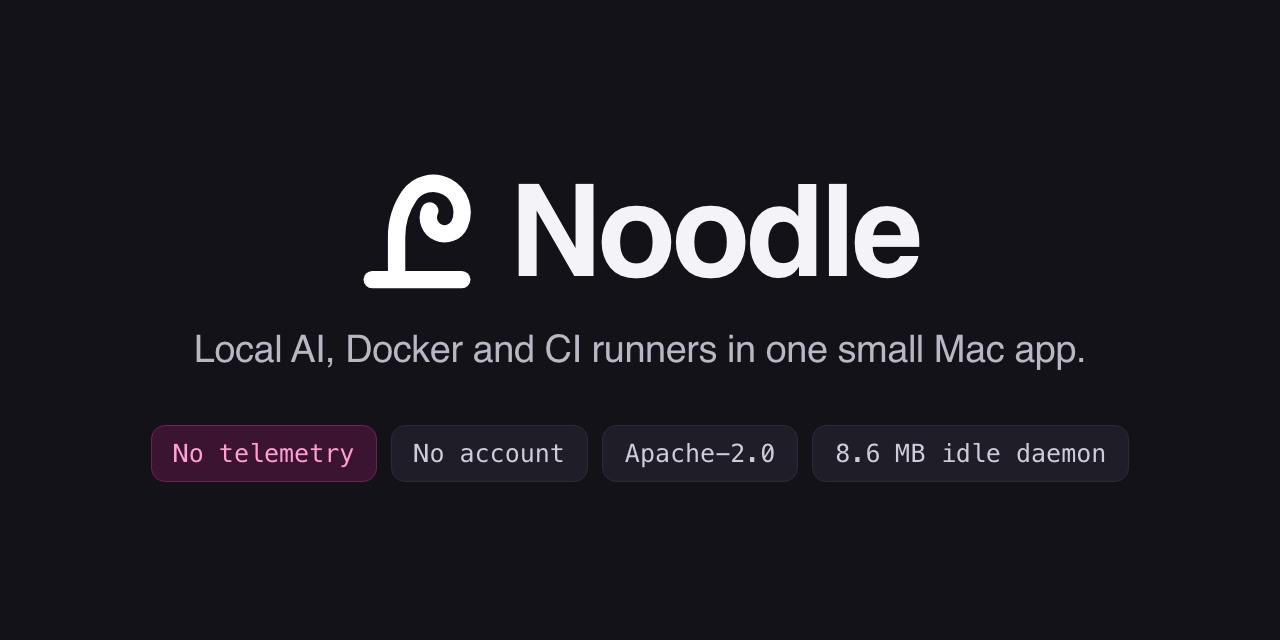 Noodle
Local AI, Docker and CI runners in one small Mac app.
No telemetry
No account
Apache-2.0
8.6 MB idle daemon